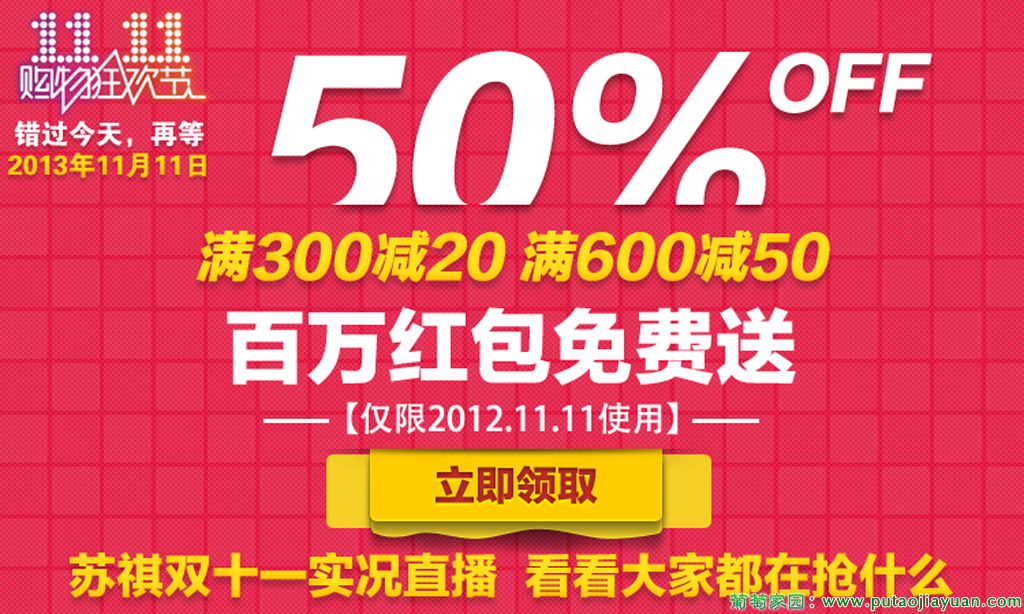 11.11
购物狂欢节
错过今天，再等
2013年11月11日
50% OFF
满300减20 满600减50
百万红包免费送
【仅限2012.11.11使用】
立即领取
苏祺双十一实况直播 看看大家都在抢什么
葡萄家园：www.putaojiayuan.com